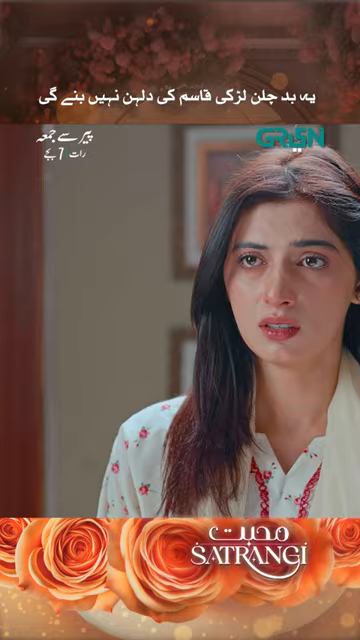 یہ بد چلن لڑکی قاسم کی دلہن نہیں بنے گی
پیر سے جمعہ
رات 7 بجے
GREEN
محبت
SATRANGI